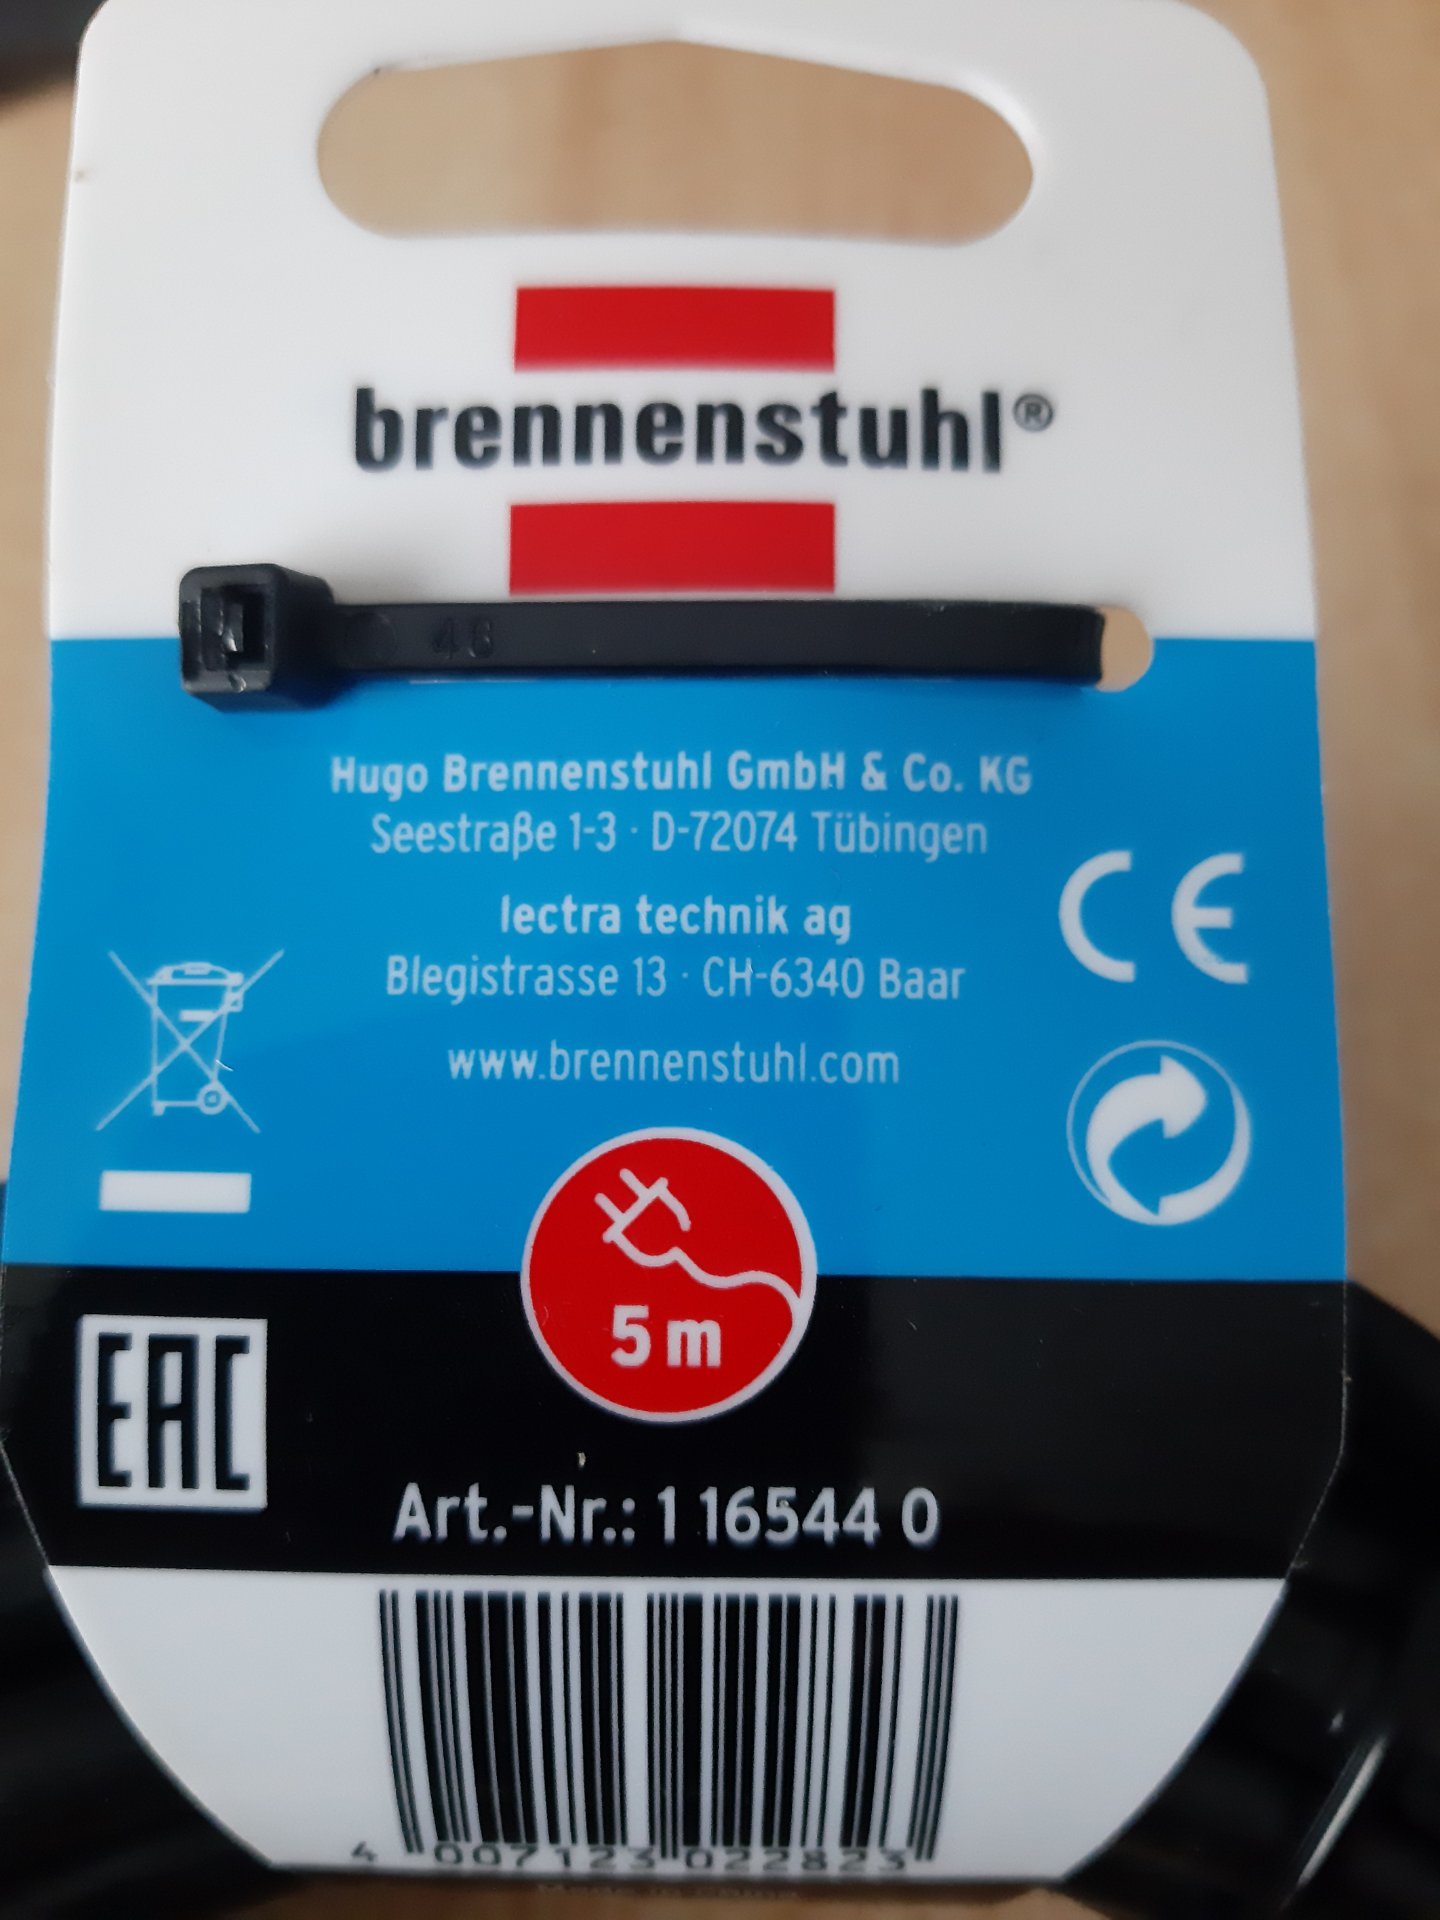 brennenstuhl®
46
Hugo Brennenstuhl GmbH & Co. KG
Seestraße 1-3 · D-72074 Tübingen
lectra technik ag
Blegistrasse 13 · CH-6340 Baar
www.brennenstuhl.com
CE
5 m
EAC
Art.-Nr.: 1 16544 0
4 007123 022823